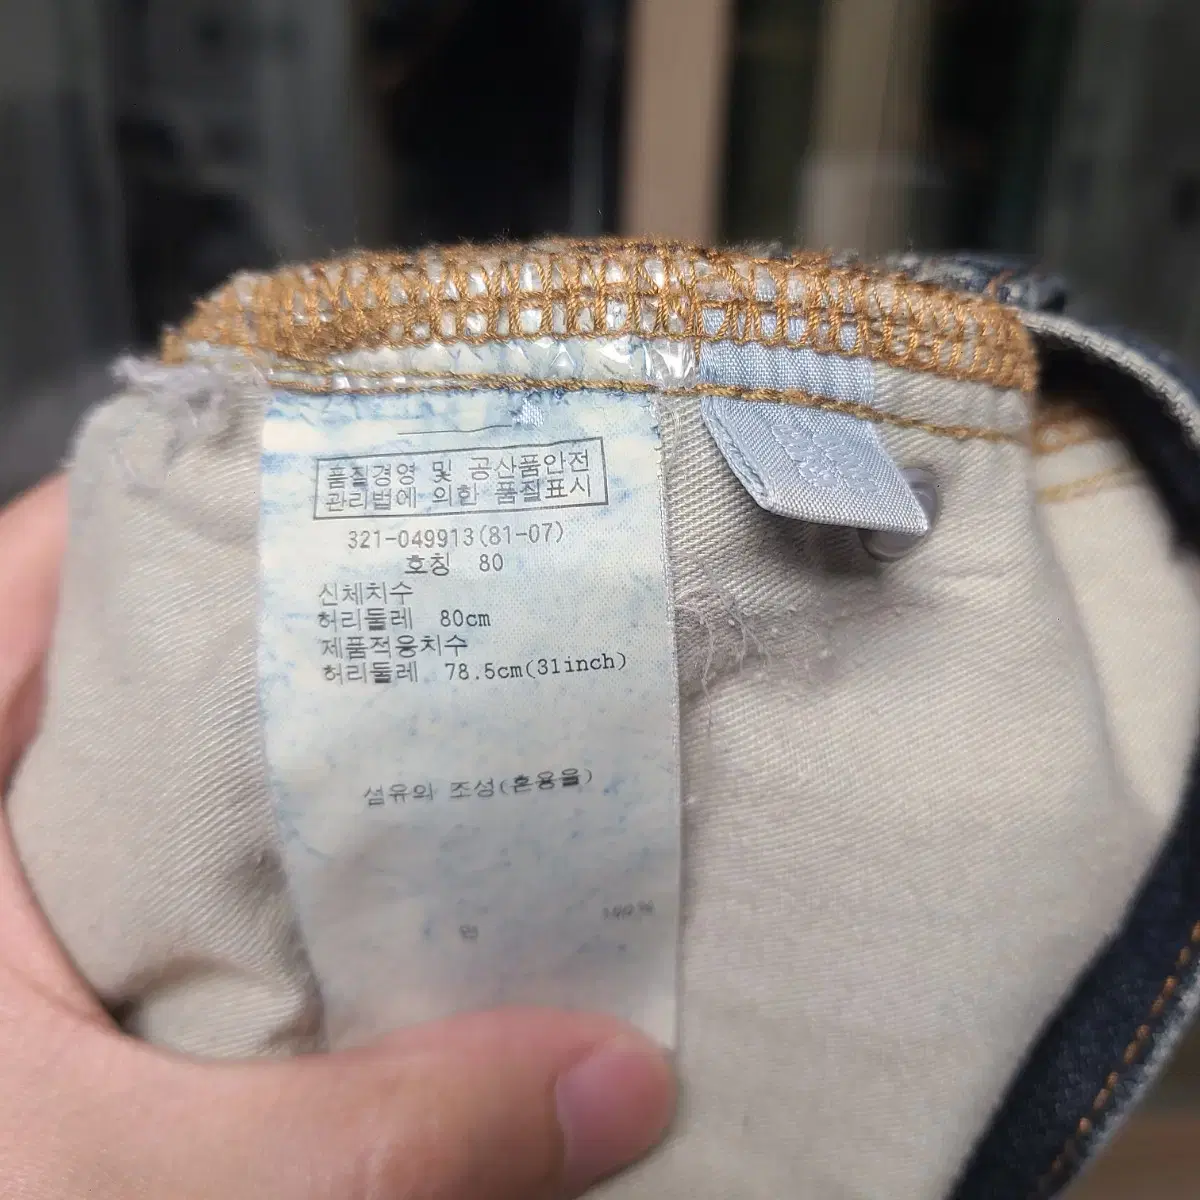 품질경영 및 공산품안전
관리법에 의한 품질표시
321-049913(81-07)
호칭 80
신체치수
허리둘레 80cm
제품적용치수
허리둘레 78.5cm(31inch)
섬유의 조성(혼용율)
면 100%